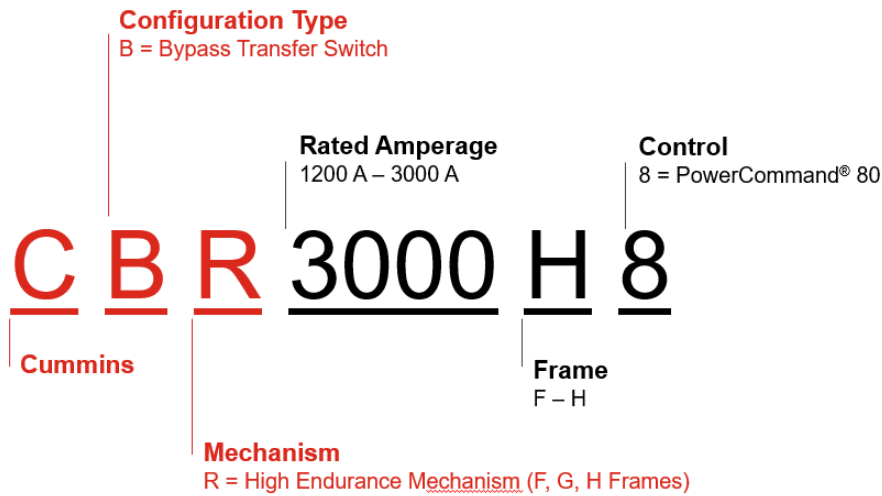 Configuration Type
B = Bypass Transfer Switch
Rated Amperage
1200 A – 3000 A
Control
8 = PowerCommand® 80
C B R 3000 H 8
Cummins
Frame
F – H
Mechanism
R = High Endurance Mechanism (F, G, H Frames)